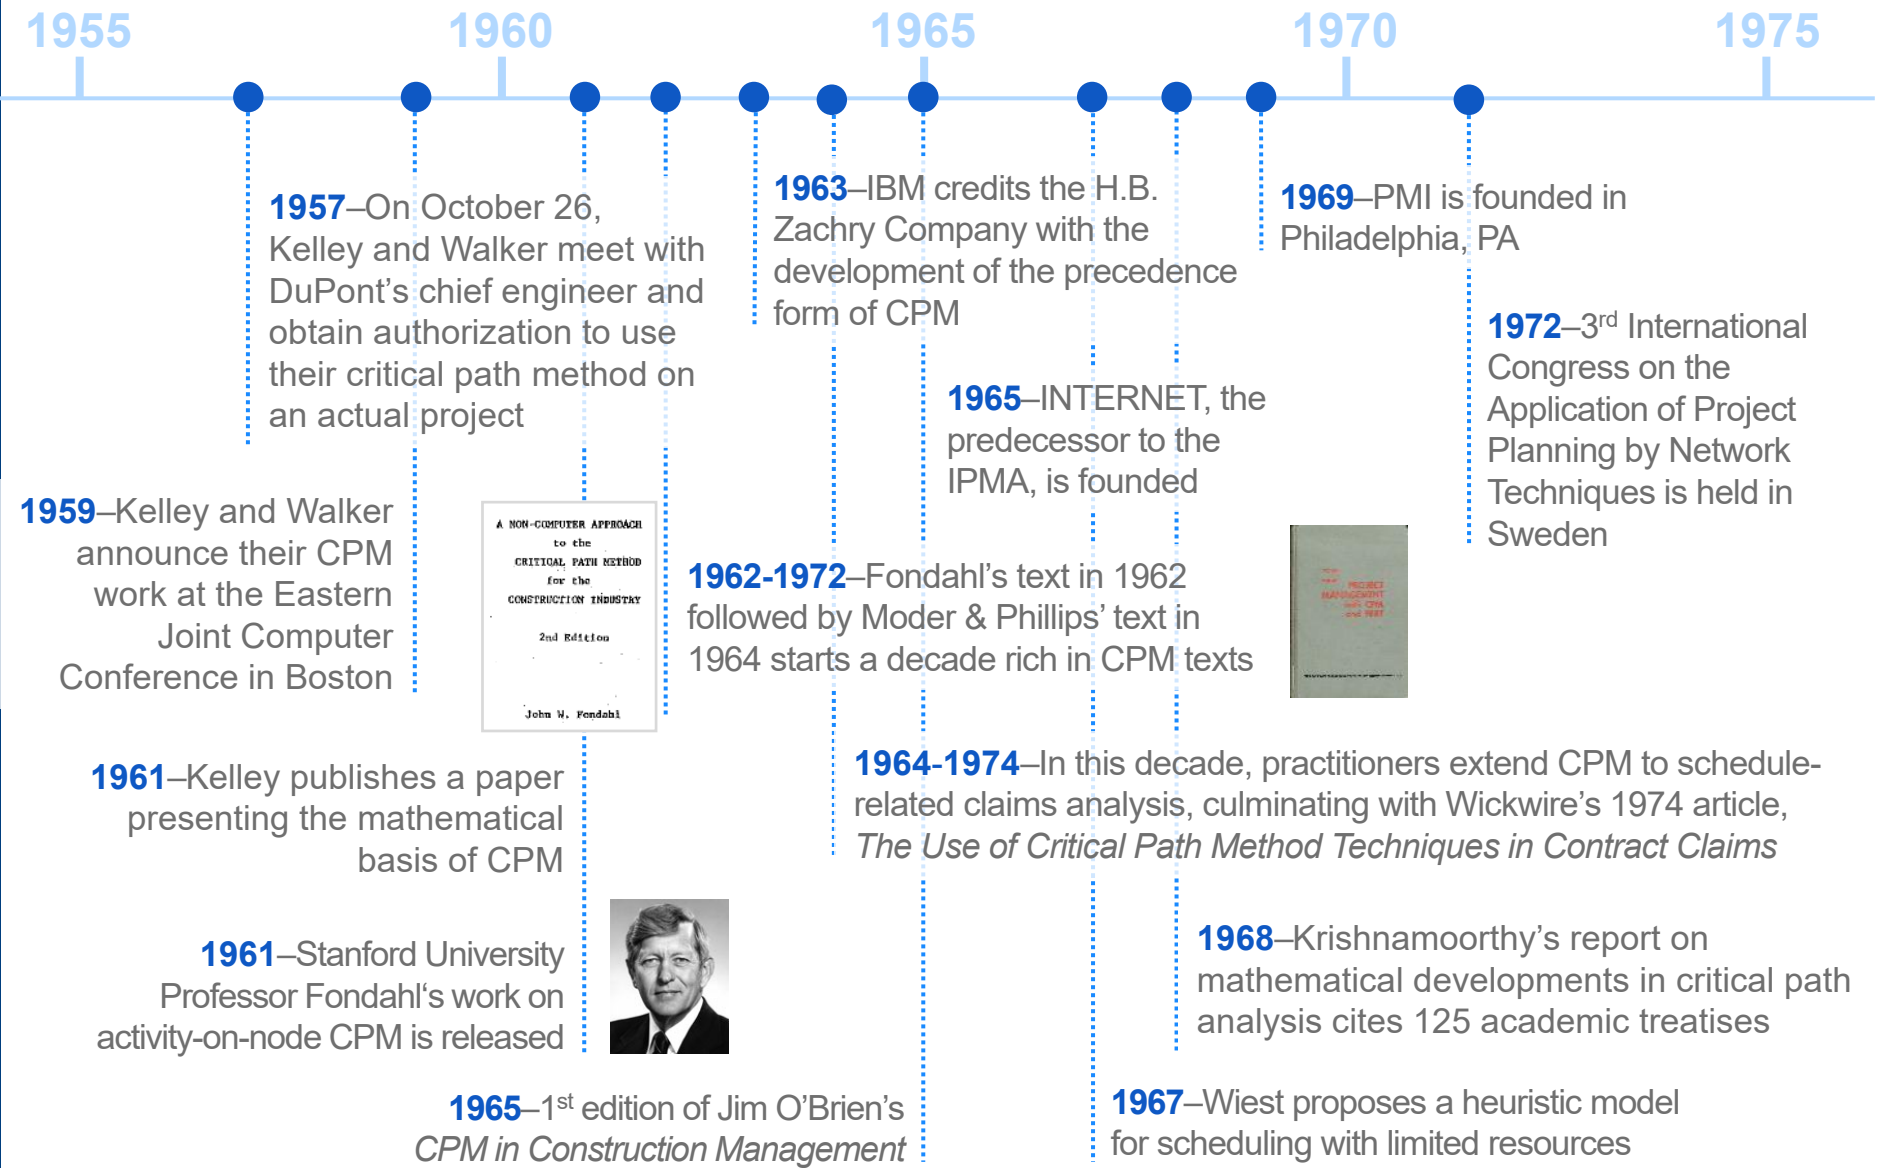 1955 1960 1965 1970 1975
1957–On October 26,
Kelley and Walker meet with
DuPont’s chief engineer and
obtain authorization to use
their critical path method on
an actual project
1963–IBM credits the H.B.
Zachry Company with the
development of the precedence
form of CPM
1969–PMI is founded in
Philadelphia, PA
1972–3rd International
Congress on the
Application of Project
Planning by Network
Techniques is held in
Sweden
1965–INTERNET, the
predecessor to the
IPMA, is founded
1959–Kelley and Walker
announce their CPM
work at the Eastern
Joint Computer
Conference in Boston
A NON-COMPUTER APPROACH
to the
CRITICAL PATH METHOD
for the
CONSTRUCTION INDUSTRY
2nd Edition
John W. Fondahl
1962-1972–Fondahl’s text in 1962
followed by Moder & Phillips’ text in
1964 starts a decade rich in CPM texts
PROJECT
MANAGEMENT
with CPM
and PERT
1961–Kelley publishes a paper
presenting the mathematical
basis of CPM
1964-1974–In this decade, practitioners extend CPM to schedule-
related claims analysis, culminating with Wickwire’s 1974 article,
The Use of Critical Path Method Techniques in Contract Claims
1961–Stanford University
Professor Fondahl‘s work on
activity-on-node CPM is released
1968–Krishnamoorthy’s report on
mathematical developments in critical path
analysis cites 125 academic treatises
1965–1st edition of Jim O’Brien’s
CPM in Construction Management
1967–Wiest proposes a heuristic model
for scheduling with limited resources